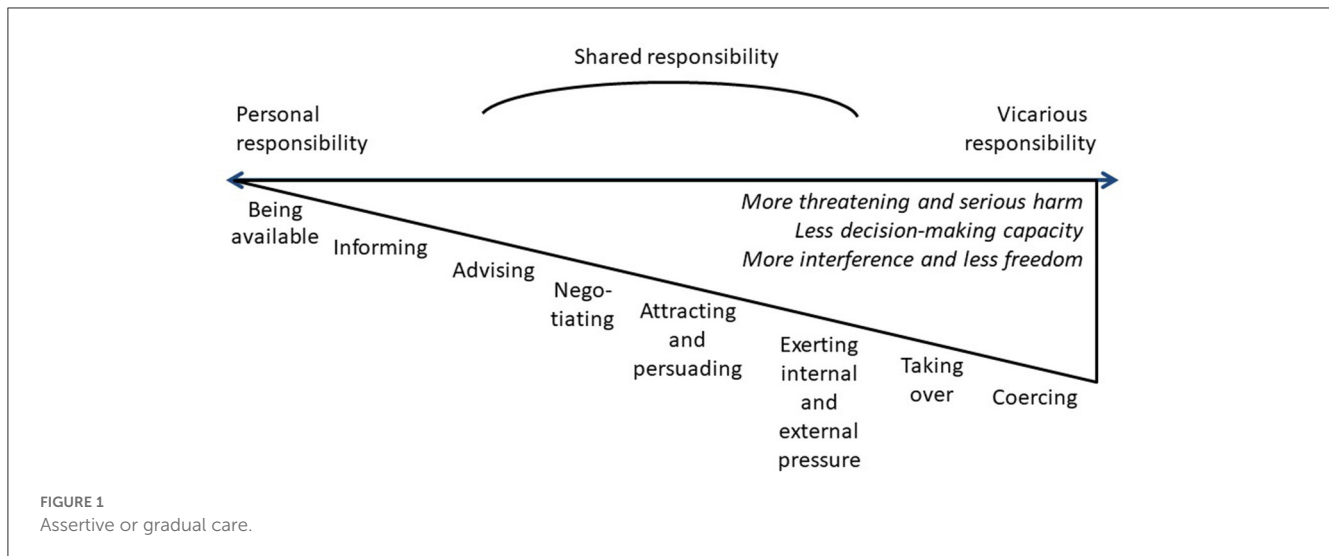 Shared responsibility
Personal
responsibility
Vicarious
responsibility
More threatening and serious harm
Less decision-making capacity
More interference and less freedom
Being
available
Informing
Advising
Nego-
tiating
Attracting
and
persuading
Exerting
internal
and
external
pressure
Taking
over
Coercing
FIGURE 1
Assertive or gradual care.